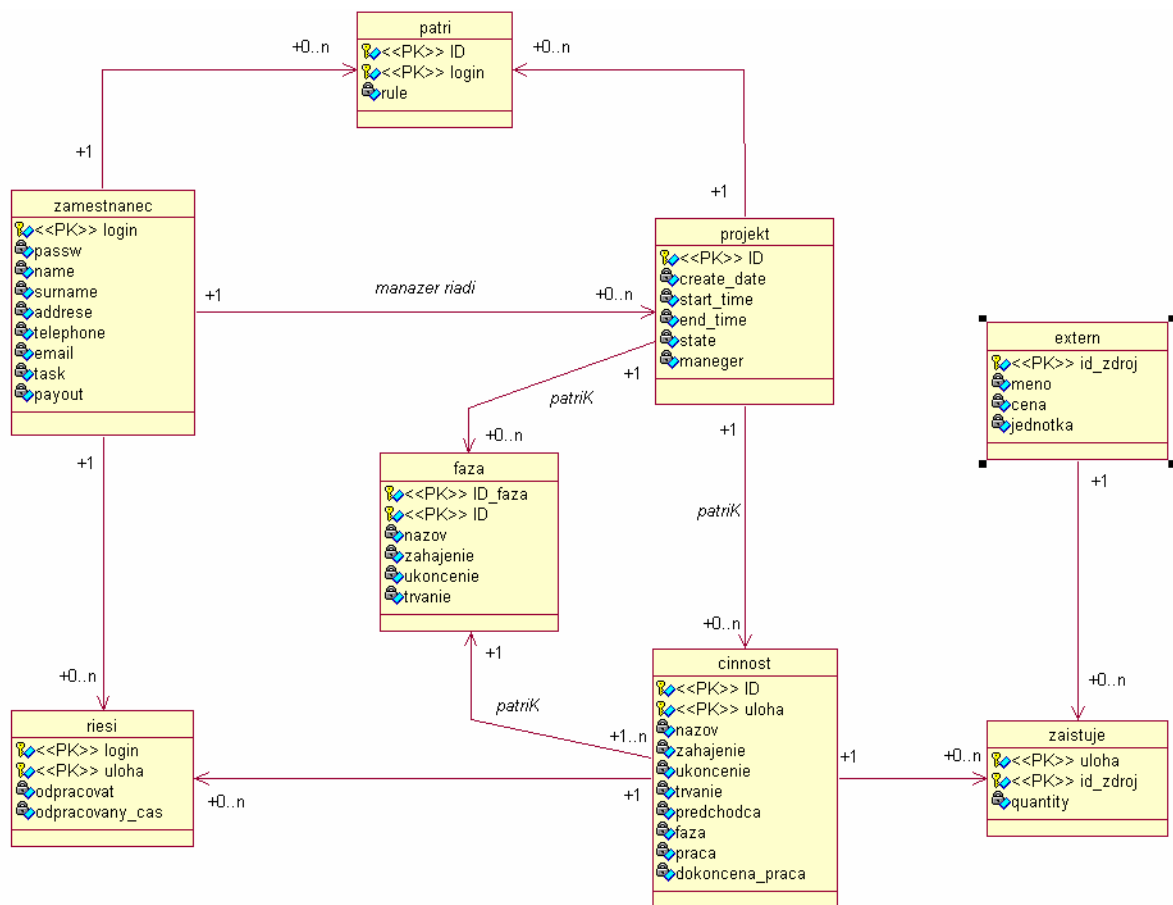 patri
<<PK>> ID
<<PK>> login
rule
+0..n
+0..n
+1
+1
zamestnanec
<<PK>> login
passw
name
surname
addrese
telephone
email
task
payout
+1
manazer riadi
+0..n
projekt
<<PK>> ID
create_date
start_time
end_time
state
maneger
extern
<<PK>> id_zdroj
meno
cena
jednotka
+1
patriK
+0..n
+1
+1
+1
faza
<<PK>> ID_faza
<<PK>> ID
nazov
zahajenie
ukoncenie
trvanie
patriK
+0..n
+1
patriK
+1..n
+0..n
+0..n
riesi
<<PK>> login
<<PK>> uloha
odpracovat
odpracovany_cas
+0..n
+1
cinnost
<<PK>> ID
<<PK>> uloha
nazov
zahajenie
ukoncenie
trvanie
predchodca
faza
praca
dokoncena_praca
+1
+0..n
zaistuje
<<PK>> uloha
<<PK>> id_zdroj
quantity